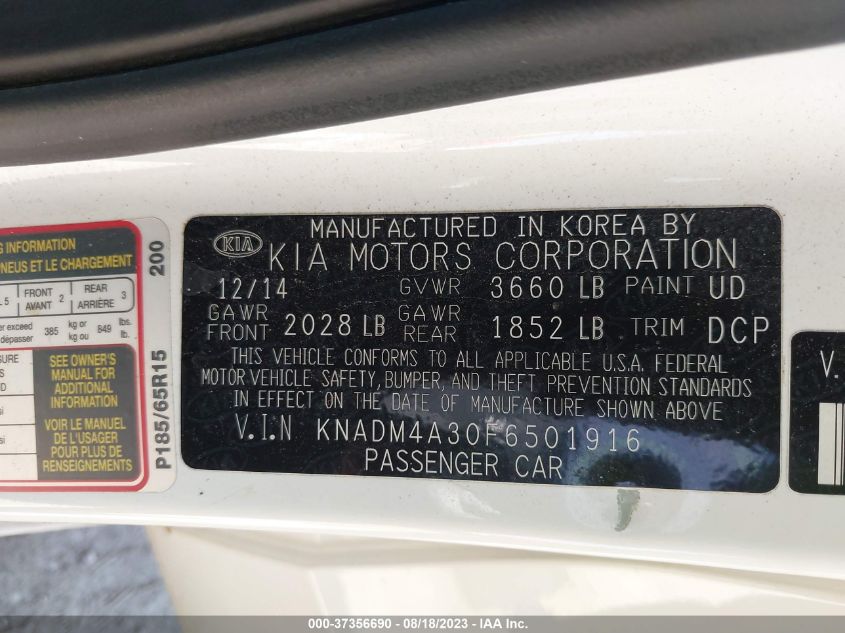 G INFORMATION
NEUS ET LE CHARGEMENT
L 5 FRONT AVANT 2 REAR ARRIÈRE 3
er exceed
dépasser 385 kg or ou 849 lbs. lb.
SEE OWNER'S
MANUAL FOR
ADDITIONAL
INFORMATION
VOIR LE MANUEL
DE L'USAGER
POUR PLUS DE
RENSEIGNEMENTS
200
P185/65R15
MANUFACTURED IN KOREA BY
KIA KIA MOTORS CORPORATION
12/14 GVWR 3660 LB PAINT UD
GAWR FRONT 2028 LB GAWR REAR 1852 LB TRIM DCP
THIS VEHICLE CONFORMS TO ALL APPLICABLE U.S.A. FEDERAL
MOTOR VEHICLE SAFETY, BUMPER, AND THEFT PREVENTION STANDARDS
IN EFFECT ON THE DATE OF MANUFACTURE SHOWN ABOVE
V.I.N KNADM4A30F6501916
PASSENGER CAR
V.
000-37356690 - 08/18/2023 - IAA Inc.